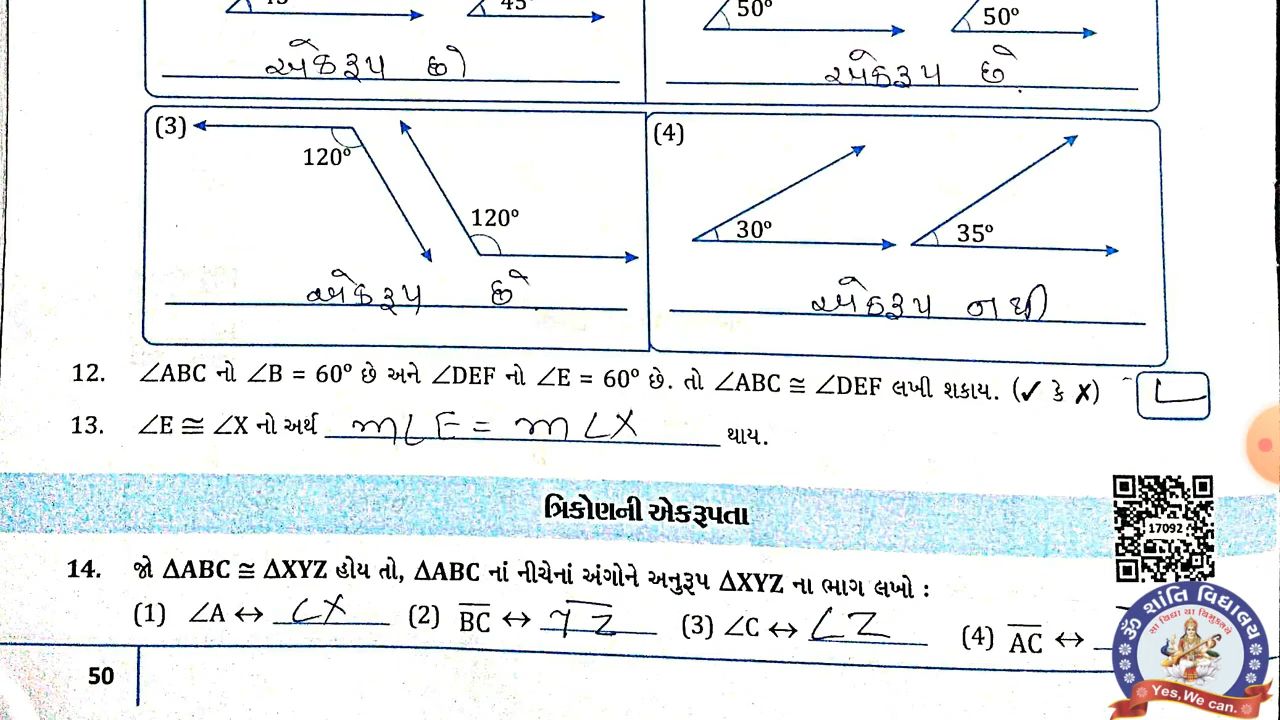 45°
50° 50°
એકરૂપ છે એકરૂપ છે.
(3) 120° 120° (4) 30° 35°
એકરૂપ છે એકરૂપ નથી
12. ∠ABC નો ∠B = 60° છે અને ∠DEF નો ∠E = 60° છે. તો ∠ABC ≅ ∠DEF લખી શકાય. (✓ કે ✗)
13. ∠E ≅ ∠X નો અર્થ m∠E = m∠X થાય.
ત્રિકોણની એકરૂપતા
17092
14. જો ΔABC ≅ ΔXYZ હોય તો, ΔABC નાં નીચેનાં અંગોને અનુરૂપ ΔXYZ ના ભાગ લખો :
(1) ∠A ↔ ∠X (2) BC ↔ YZ (3) ∠C ↔ ∠Z (4) AC ↔
50
ૐ શાંતિ વિદ્યાલય
સા વિદ્યા યા વિમુક્તયે
Yes, We can.